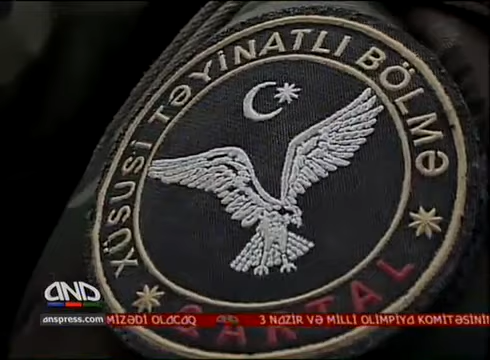 XÜSUSİ TƏYİNATLI BÖLMƏ
QARTAL
ANS
anspress.com MİZƏDİ OLACAQ 3 NAZİR VƏ MİLLİ OLİMPİYA KOMİTƏSİNİN